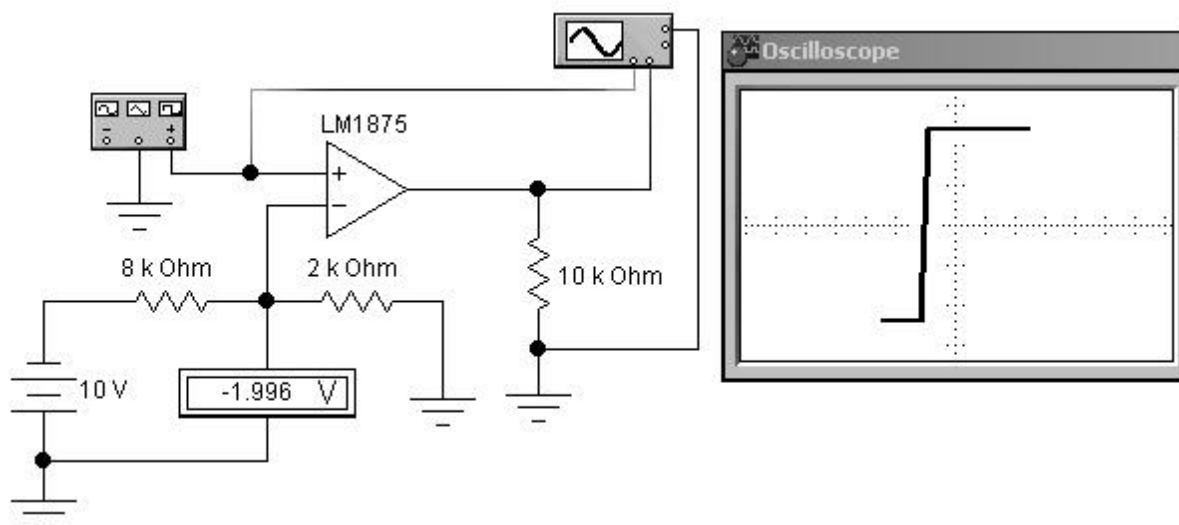 Oscilloscope
LM1875
+
-
- +
8 k Ohm
2 k Ohm
10 k Ohm
10 V
-1.996 V